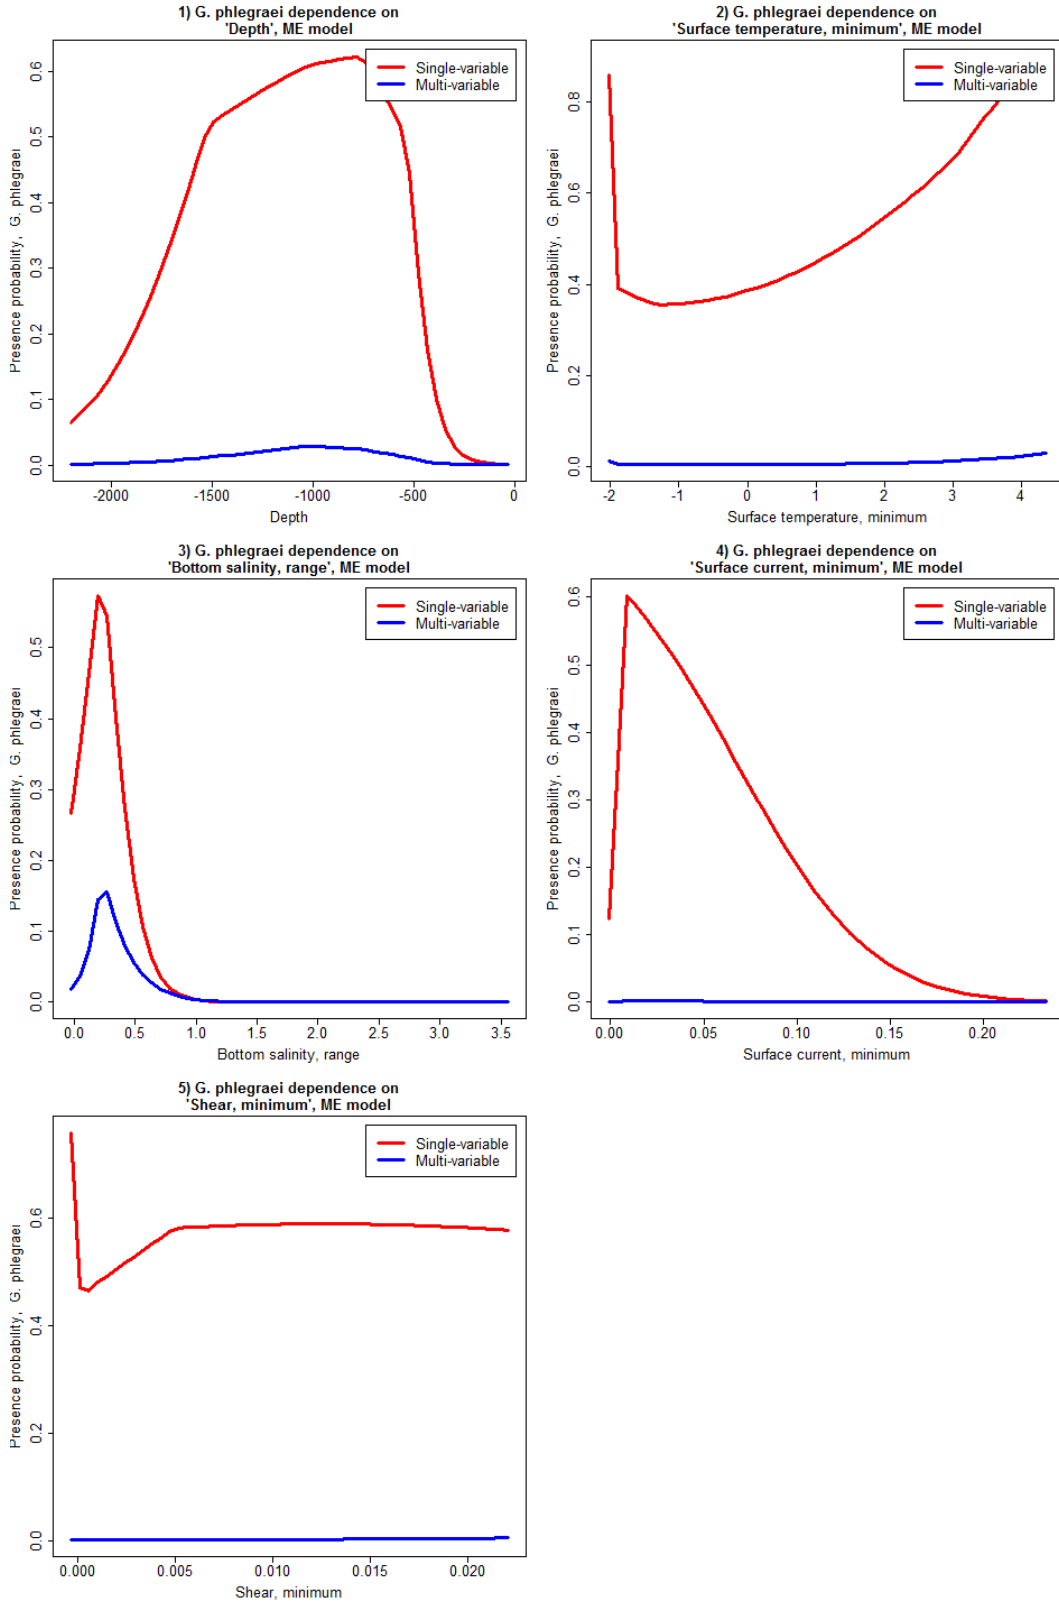 1) G. phlegraei dependence on
'Depth', ME model
Single-variable
Multi-variable
Presence probability, G. phlegraei
0.0 0.1 0.2 0.3 0.4 0.5 0.6
-2000 -1500 -1000 -500 0
Depth
2) G. phlegraei dependence on
'Surface temperature, minimum', ME model
Single-variable
Multi-variable
Presence probability, G. phlegraei
0.0 0.2 0.4 0.6 0.8
-2 -1 0 1 2 3 4
Surface temperature, minimum
3) G. phlegraei dependence on
'Bottom salinity, range', ME model
Single-variable
Multi-variable
Presence probability, G. phlegraei
0.0 0.1 0.2 0.3 0.4 0.5
0.0 0.5 1.0 1.5 2.0 2.5 3.0 3.5
Bottom salinity, range
4) G. phlegraei dependence on
'Surface current, minimum', ME model
Single-variable
Multi-variable
Presence probability, G. phlegraei
0.0 0.1 0.2 0.3 0.4 0.5 0.6
0.00 0.05 0.10 0.15 0.20
Surface current, minimum
5) G. phlegraei dependence on
'Shear, minimum', ME model
Single-variable
Multi-variable
Presence probability, G. phlegraei
0.0 0.2 0.4 0.6
0.000 0.005 0.010 0.015 0.020
Shear, minimum